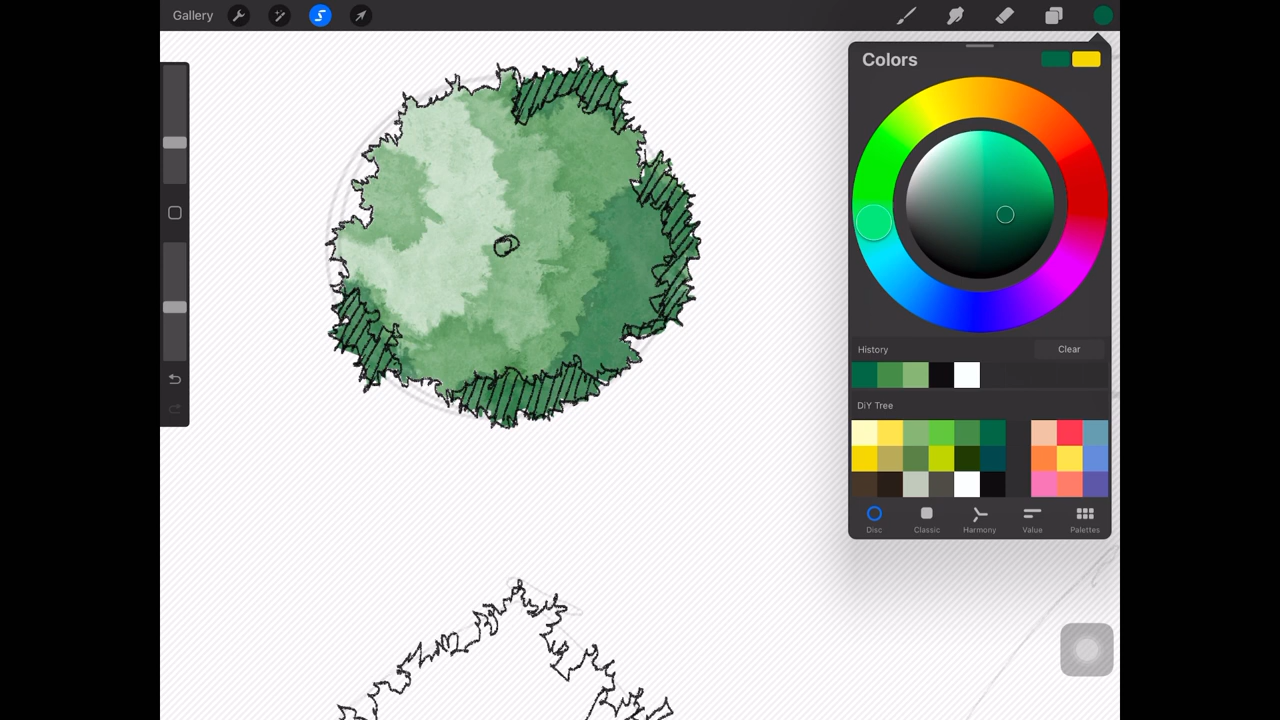 Gallery
Colors
History Clear
DiY Tree
Disc Classic Harmony Value Palettes